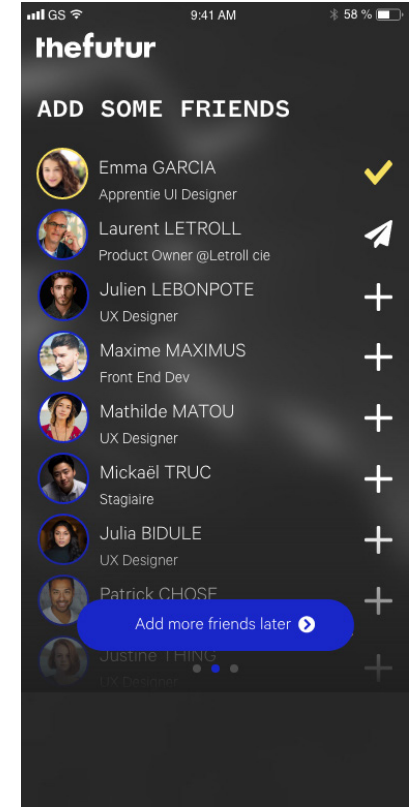 GS 9:41 AM 58 %
thefutur
ADD SOME FRIENDS
Emma GARCIA
Apprentie UI Designer
Laurent LETROLL
Product Owner @Letroll cie
Julien LEBONPOTE
UX Designer
Maxime MAXIMUS
Front End Dev
Mathilde MATOU
UX Designer
Mickaël TRUC
Stagiaire
Julia BIDULE
UX Designer
Patrick CHOSE
Add more friends later
Justine THING
UX Designer